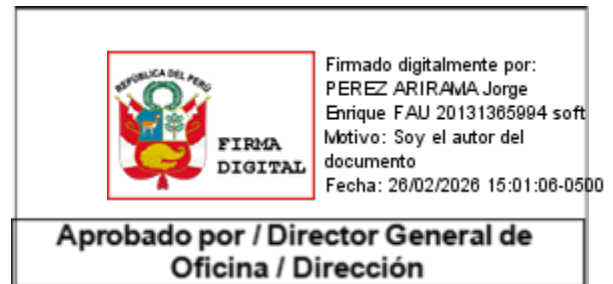 REPÚBLICA DEL PERÚ
FIRMA
DIGITAL
Firmado digitalmente por:
PEREZ ARIRAMA Jorge
Enrique FAU 20131365994 soft
Motivo: Soy el autor del
documento
Fecha: 26/02/2026 15:01:06-0500
Aprobado por / Director General de
Oficina / Dirección